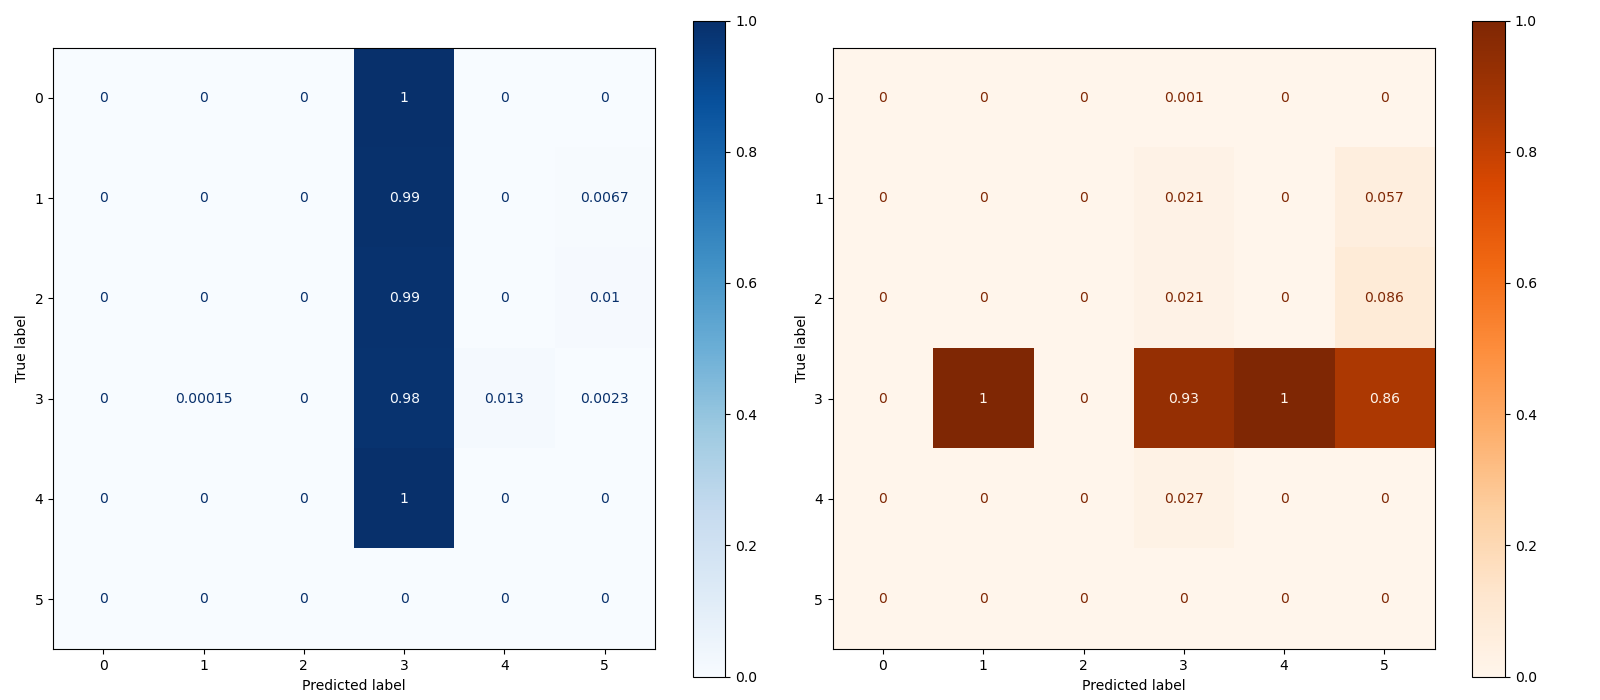 1.0
1.0
0 0 0 0 1 0 0
0 0 0 0 0.001 0 0
0.8
0.8
1 0 0 0 0.99 0 0.0067
1 0 0 0 0.021 0 0.057
0.6
0.6
2 0 0 0 0.99 0 0.01
2 0 0 0 0.021 0 0.086
True label
True label
3 0 0.00015 0 0.98 0.013 0.0023
3 0 1 0 0.93 1 0.86
0.4
0.4
4 0 0 0 1 0 0
4 0 0 0 0.027 0 0
0.2
0.2
5 0 0 0 0 0 0
5 0 0 0 0 0 0
0 1 2 3 4 5
0 1 2 3 4 5
0.0
0.0
Predicted label
Predicted label